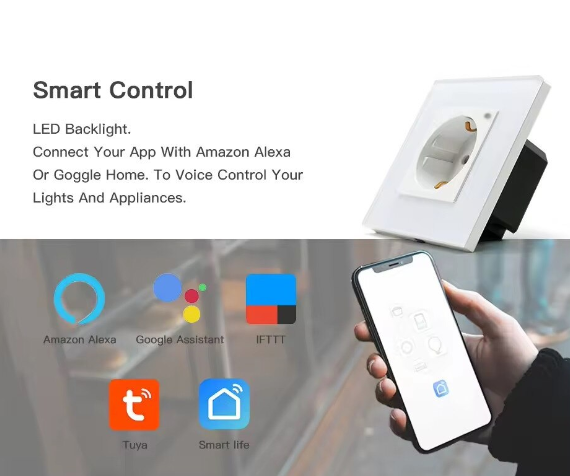 Smart Control
LED Backlight.
Connect Your App With Amazon Alexa
Or Goggle Home. To Voice Control Your
Lights And Appliances.
Amazon Alexa
Google Assistant
IFTTT
Tuya
Smart life